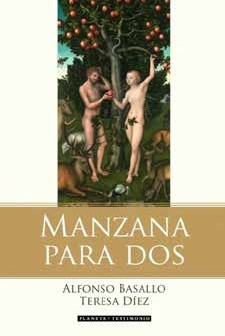 MANZANA
PARA DOS
ALFONSO BASALLO
TERESA DÍEZ
PLANETA TESTIMONIO